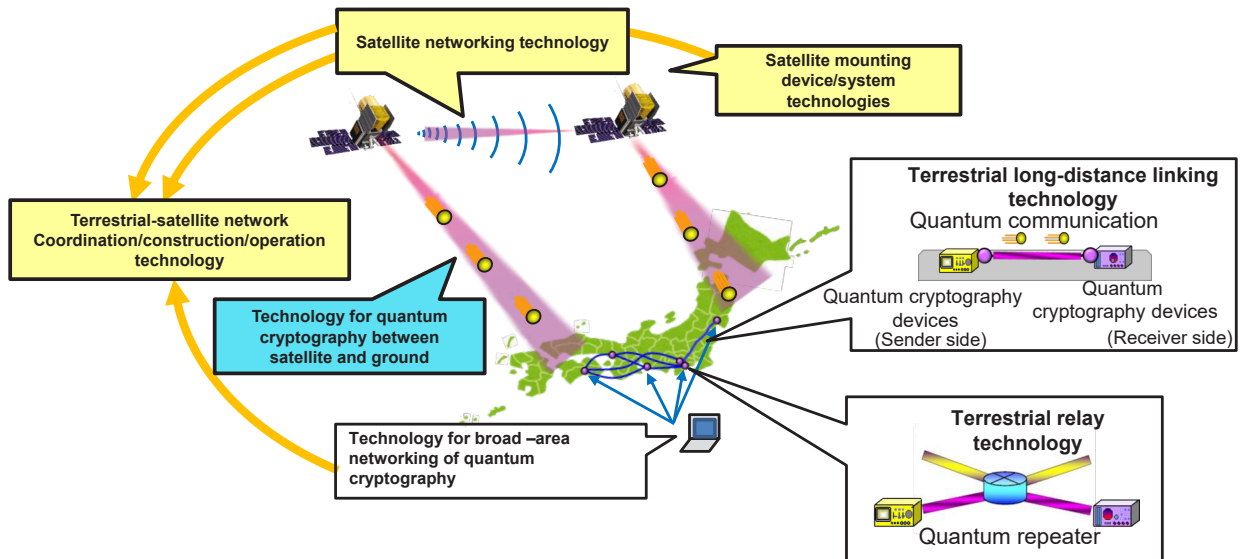 Satellite networking technology
Satellite mounting
device/system
technologies
Terrestrial-satellite network
Coordination/construction/operation
technology
Technology for quantum
cryptography between
satellite and ground
Technology for broad –area
networking of quantum
cryptography
Terrestrial long-distance linking
technology
Quantum communication
Quantum cryptography
devices
(Sender side)
Quantum
cryptography devices
(Receiver side)
Terrestrial relay
technology
Quantum repeater